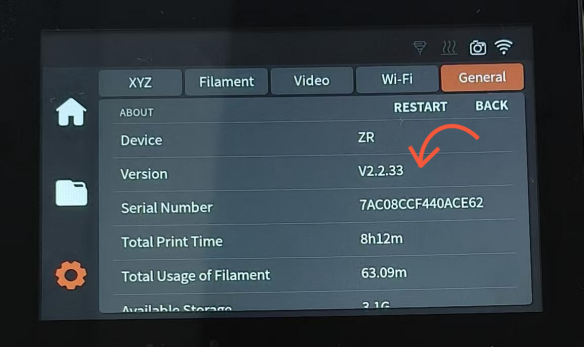 XYZ Filament Video Wi-Fi General
ABOUT RESTART BACK
Device ZR
Version V2.2.33
Serial Number 7AC08CCF440ACE62
Total Print Time 8h12m
Total Usage of Filament 63.09m
Available Storage 3.1G